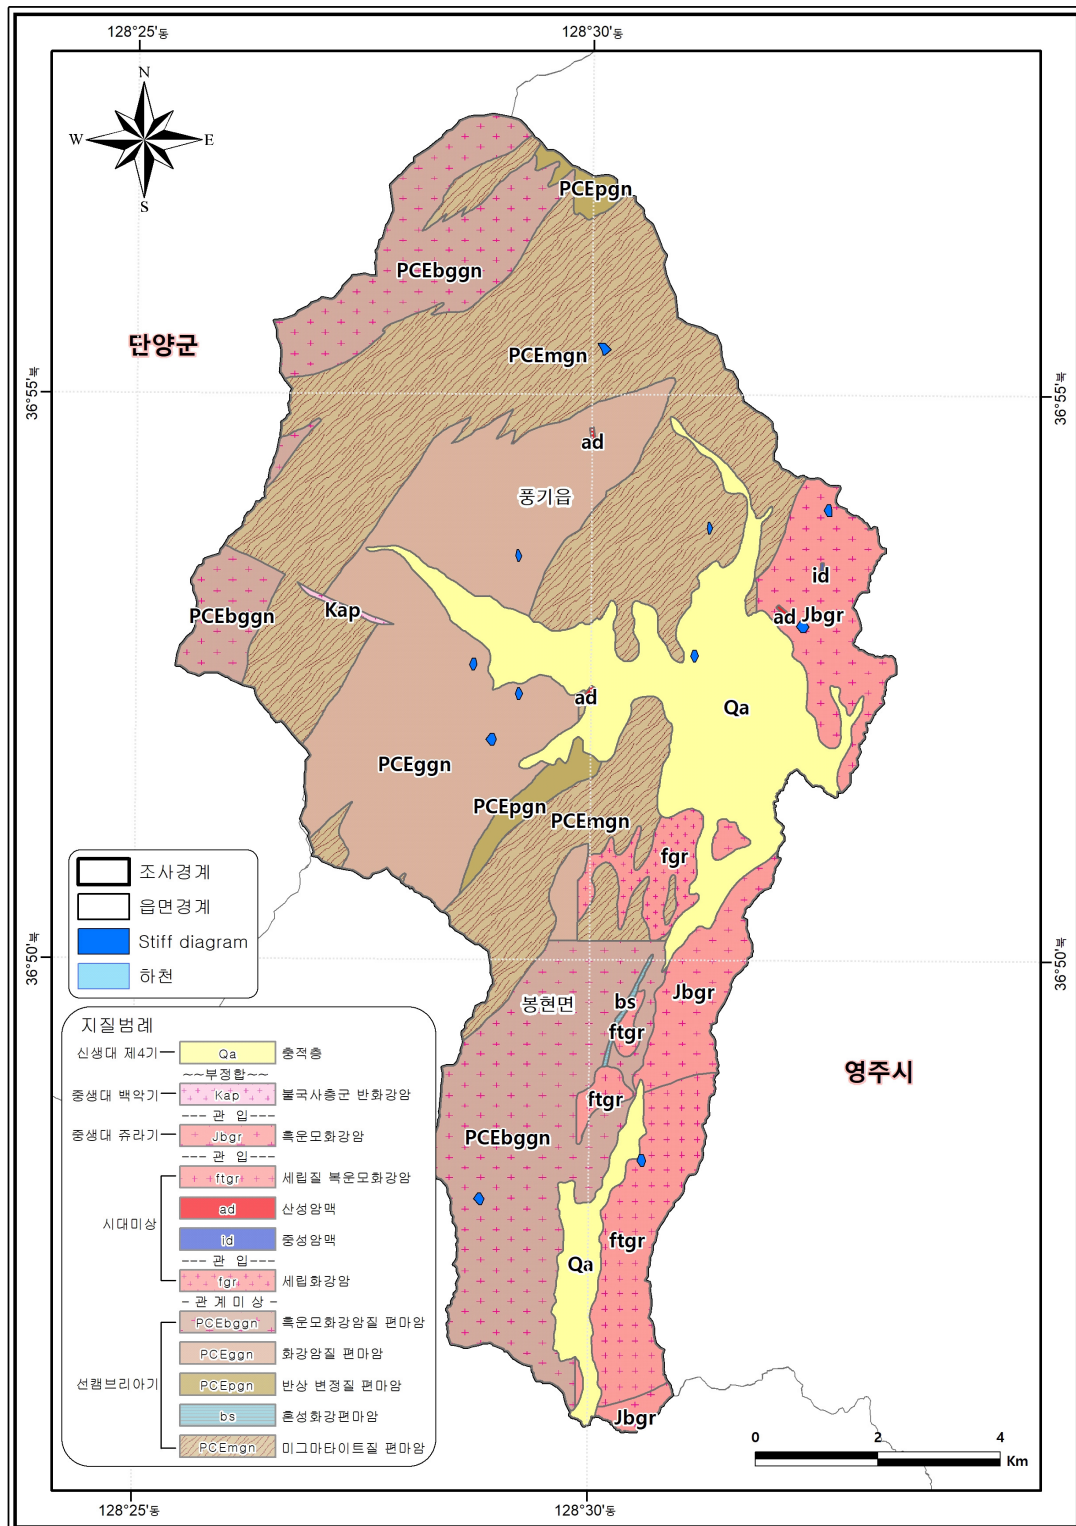 128°25'동 128°30'동
N
W E
S
PCEpgn
PCEbggn
단양군
PCEmgn
36°55'북 36°55'북
ad
풍기읍
id
PCEbggn
Kap
ad Jbgr
ad
Qa
PCEggn
PCEpgn
PCEmgn
fgr
조사경계
읍면경계
Stiff diagram
하천
36°50'북 36°50'북
Jbgr
봉현면
bs
ftgr
영주시
ftgr
PCEbggn
ftgr
Qa
Jbgr
지질범례
신생대 제4기 Qa 충적층
~~부정합~~
중생대 백악기 Kap 불국사층군 반화강암
--- 관 입 ---
중생대 쥬라기 Jbgr 흑운모화강암
--- 관 입 ---
ftgr 세립질 복운모화강암
시대미상 ad 산성암맥
id 중성암맥
--- 관 입 ---
fgr 세립화강암
- 관 계 미 상 -
PCEbggn 흑운모화강암질 편마암
PCEggn 화강암질 편마암
선캠브리아기 PCEpgn 반상 변정질 편마암
bs 혼성화강편마암
PCEmgn 미그마타이트질 편마암
0 2 4
Km
128°25'동 128°30'동